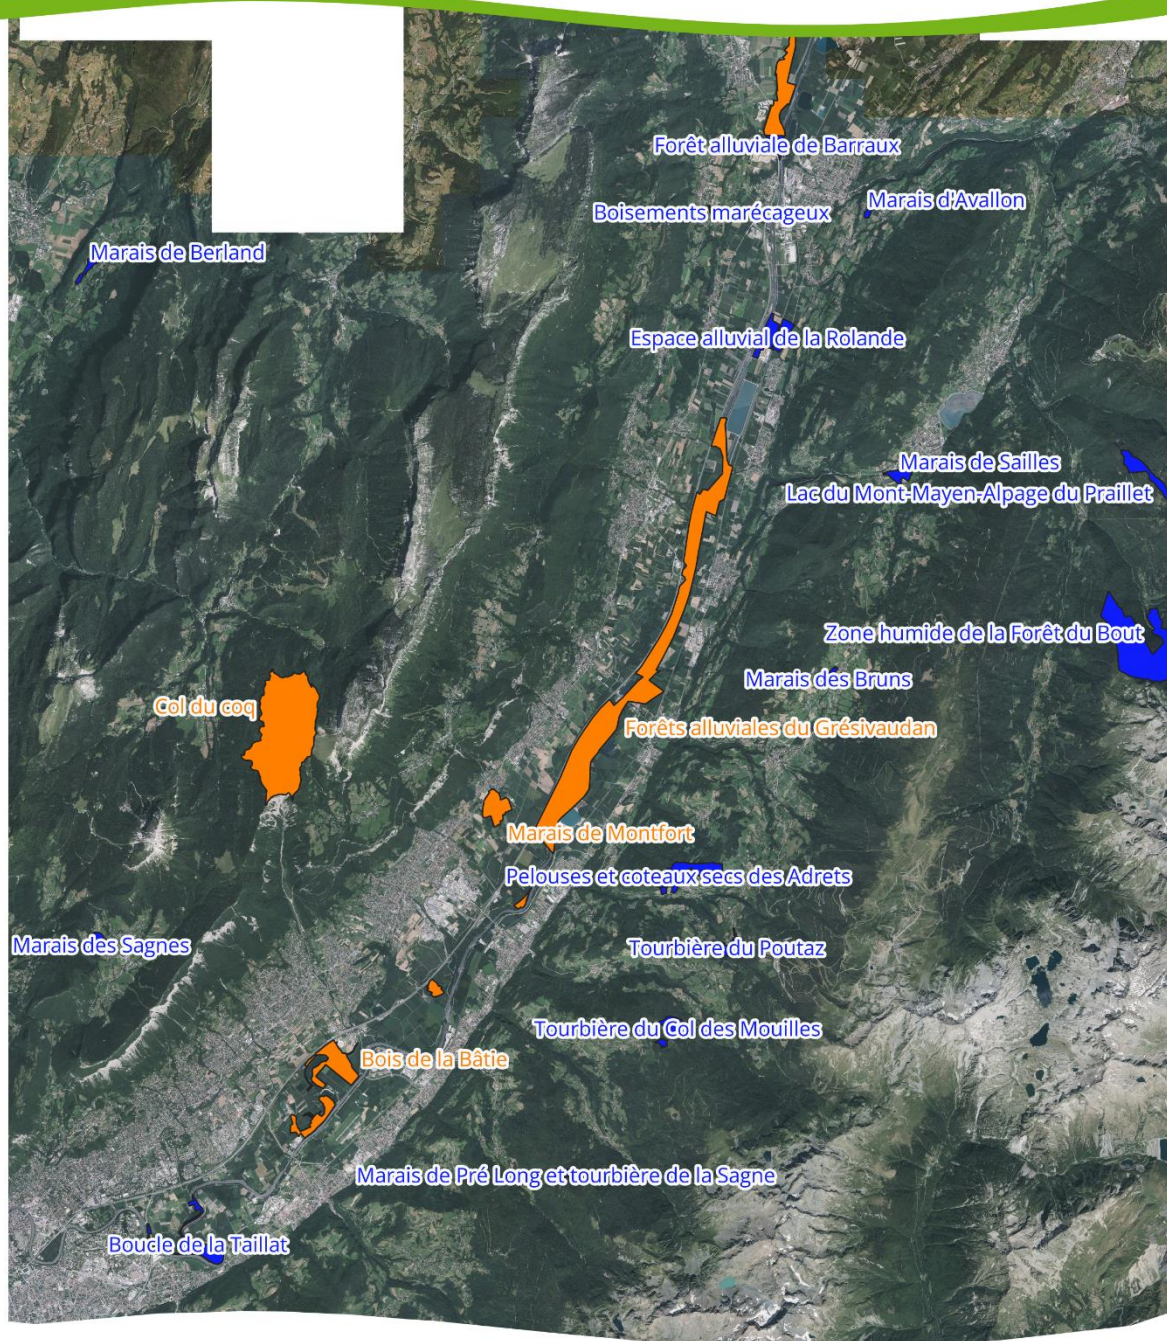 Forêt alluviale de Barraux
Marais d'Avallon
Boisements marécageux
Marais de Berland
Espace alluvial de la Rolande
Marais de Sailles
Lac du Mont-Mayen-Alpage du Praillet
Zone humide de la Forêt du Bout
Marais des Bruns
Col du coq
Forêts alluviales du Grésivaudan
Marais de Montfort
Pelouses et coteaux secs des Adrets
Marais des Sagnes
Tourbière du Poutaz
Tourbière du Col des Mouilles
Bois de la Bâtie
Marais de Pré Long et tourbière de la Sagne
Boucle de la Taillat